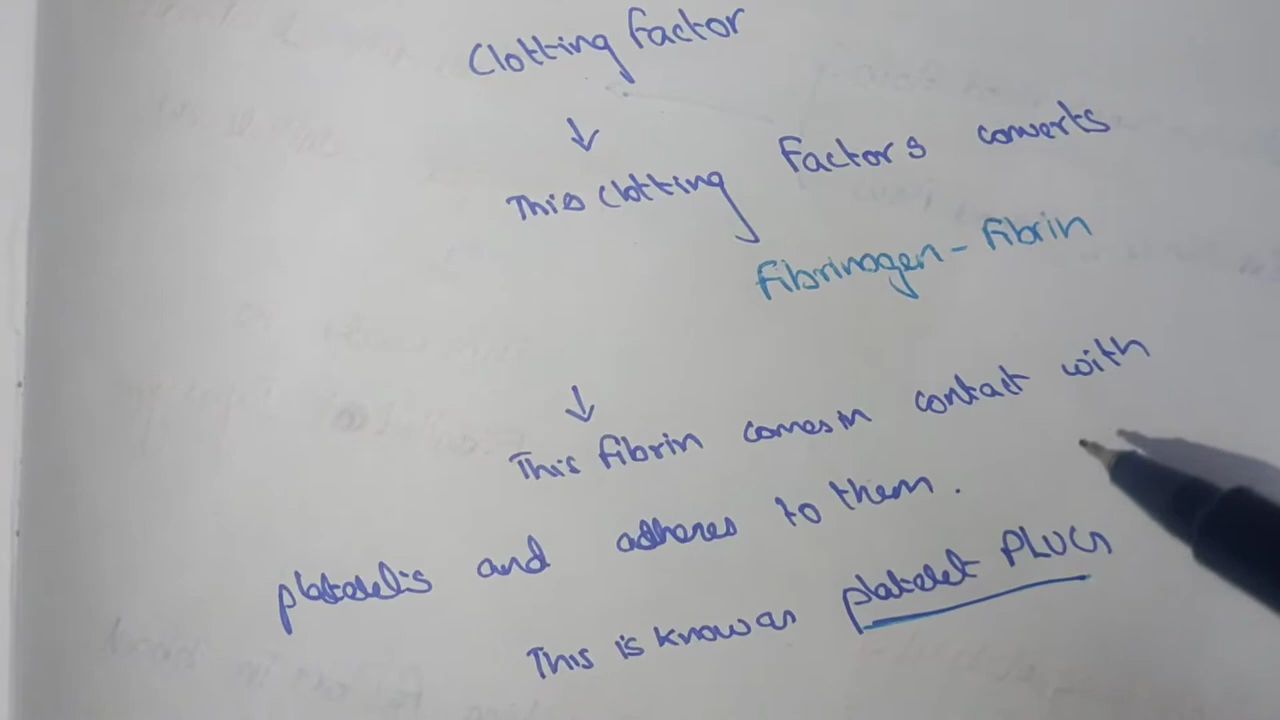 Clotting factor
↓
This clotting factors converts
fibrinogen - fibrin
↓
This fibrin comes in contact with
platelets and adheres to them.
This is know as platelet PLUG